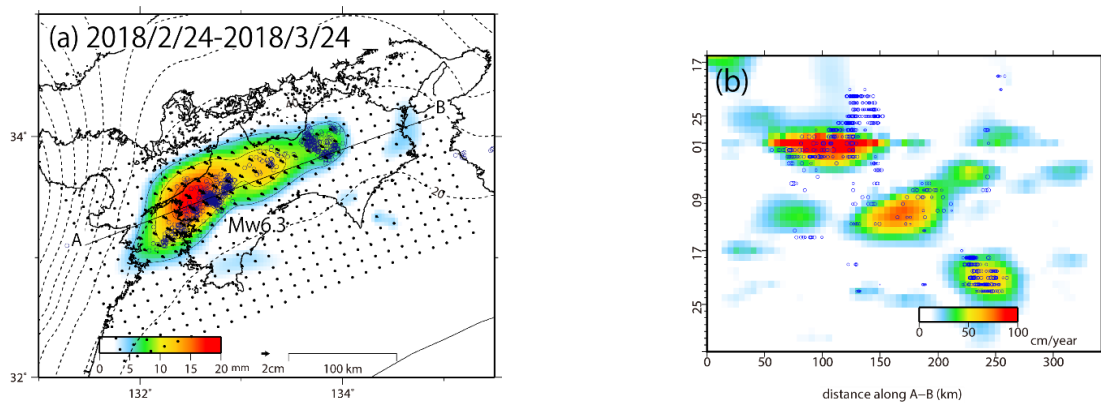 (a) 2018/2/24-2018/3/24
B
34°
20
A
Mw6.3
0 5 10 15 20 mm
2cm
100 km
32°
132°
134°
(b)
17
25
01
09
17
25
0 50 100
cm/year
0 50 100 150 200 250 300
distance along A−B (km)